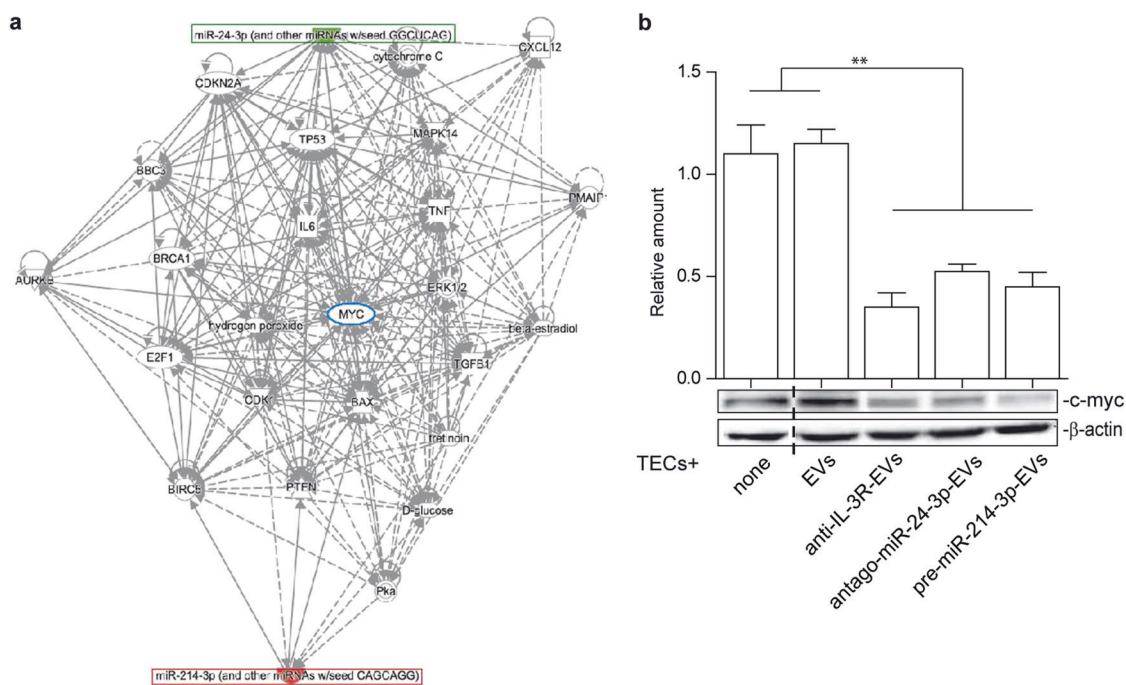 a
miR-24-3p (and other miRNAs w/seed GGCUCAG)
CXCL12
cytochrome C
CDKN2A
MAPK14
TP53
BBC3
PMAIP1
TNF
IL6
BRCA1
AURKB
ERK1/2
MYC
hydrogen peroxide
beta-estradiol
E2F1
TGFB1
CDK1
BAX
tretinoin
BIRC5
PTEN
D-glucose
Pka
miR-214-3p (and other miRNAs w/seed CAGCAGG)
b
**
Relative amount
1.5
1.0
0.5
0.0
-c-myc
-β-actin
TECs+
none
EVs
anti-IL-3R-EVs
antago-miR-24-3p-EVs
pre-miR-214-3p-EVs